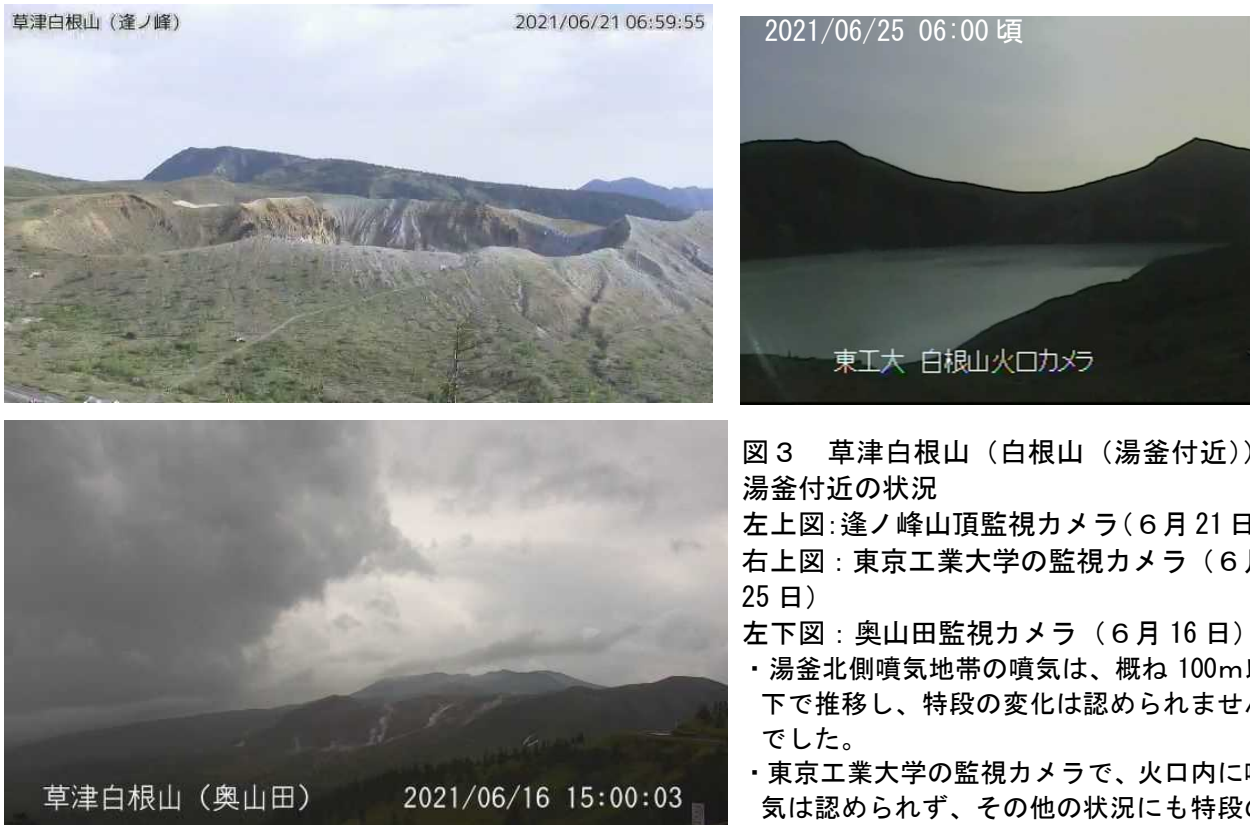 草津白根山（逢ノ峰）
2021/06/21 06:59:55
2021/06/25 06:00 頃
東工大 白根山火口カメラ
草津白根山（奥山田）
2021/06/16 15:00:03
図３　草津白根山（白根山（湯釜付近））
湯釜付近の状況
左上図：逢ノ峰山頂監視カメラ（６月 21 日
右上図：東京工業大学の監視カメラ（６
25 日）
左下図：奥山田監視カメラ（６月 16 日）
・湯釜北側噴気地帯の噴気は、概ね 100ｍ
下で推移し、特段の変化は認められませ
でした。
・東京工業大学の監視カメラで、火口内に
気は認められず、その他の状況にも特段